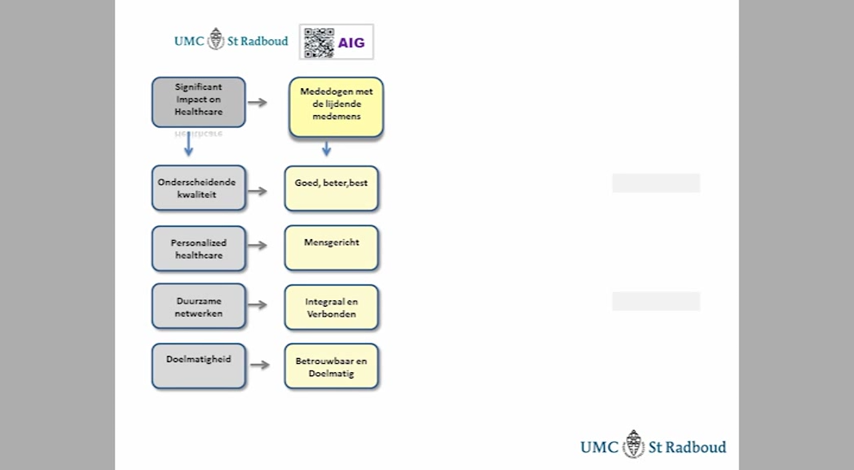 UMC St Radboud
AIG
Significant
Impact on
Healthcare
Mededogen met
de lijdende
medemens
Onderscheidende
kwaliteit
Goed, beter,best
Personalized
healthcare
Mensgericht
Duurzame
netwerken
Integraal en
Verbonden
Doelmatigheid
Betrouwbaar en
Doelmatig
UMC St Radboud